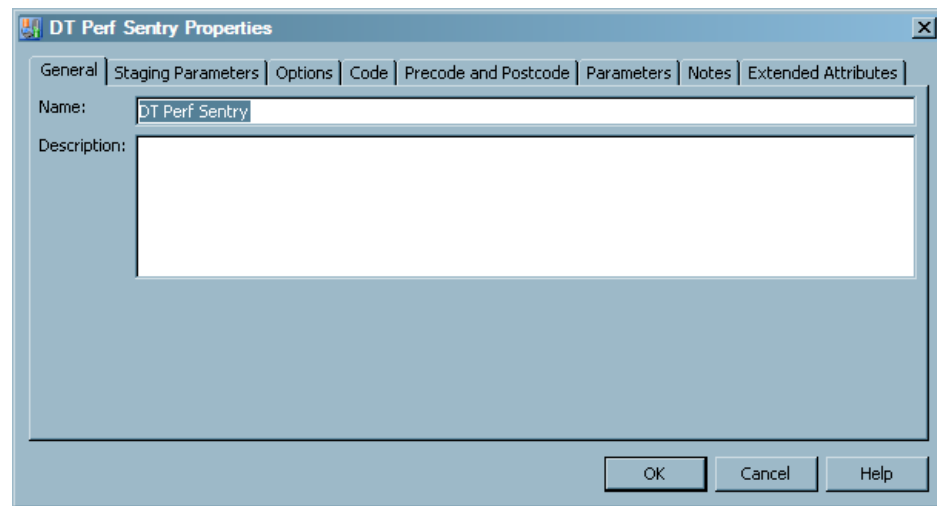 DT Perf Sentry Properties
General Staging Parameters Options Code Precode and Postcode Parameters Notes Extended Attributes
Name: DT Perf Sentry
Description:
OK Cancel Help